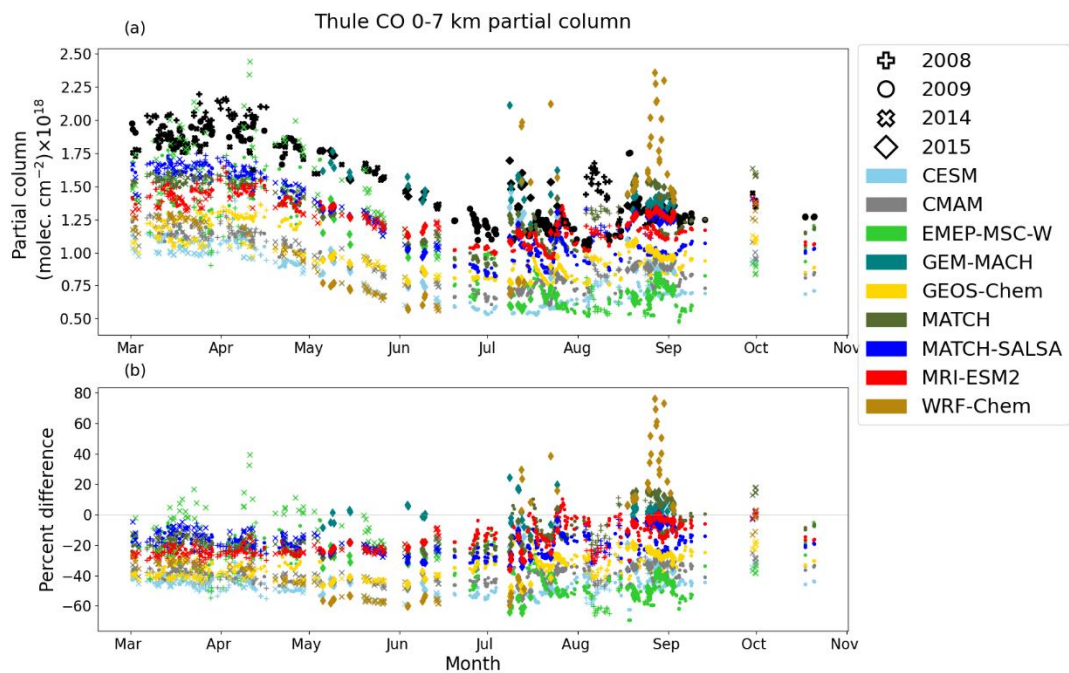 Thule CO 0-7 km partial column
(a)
Partial column
(molec. cm⁻²)×10¹⁸
2.50
2.25
2.00
1.75
1.50
1.25
1.00
0.75
0.50
Mar Apr May Jun Jul Aug Sep Oct Nov
(b)
Percent difference
80
60
40
20
0
−20
−40
−60
Mar Apr May Jun Jul Aug Sep Oct Nov
Month
2008
2009
2014
2015
CESM
CMAM
EMEP-MSC-W
GEM-MACH
GEOS-Chem
MATCH
MATCH-SALSA
MRI-ESM2
WRF-Chem